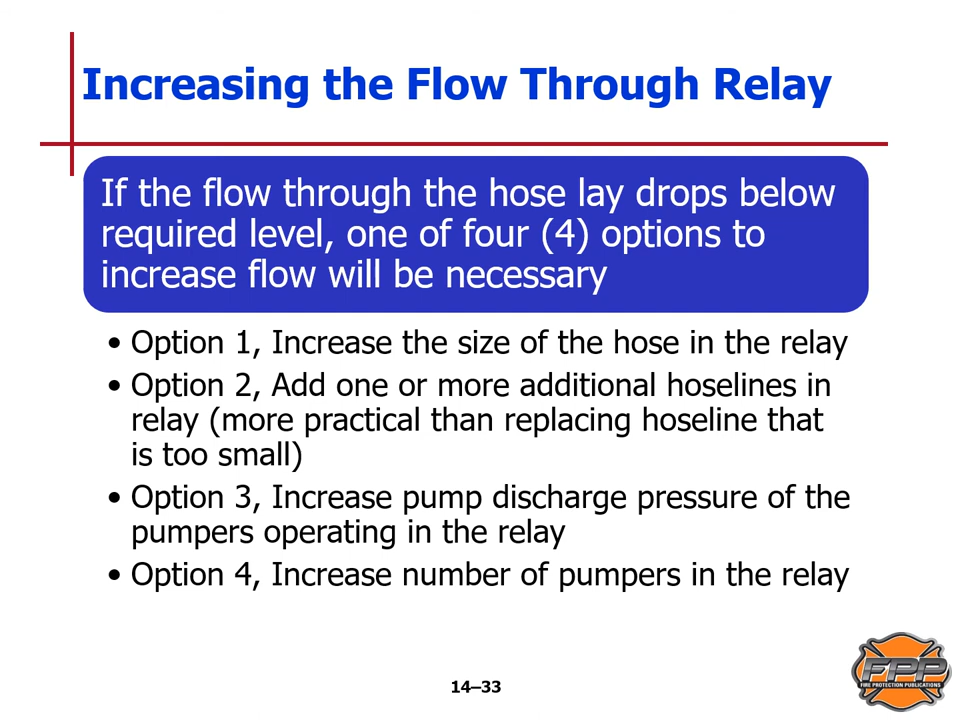 Increasing the Flow Through Relay
If the flow through the hose lay drops below
required level, one of four (4) options to
increase flow will be necessary
• Option 1, Increase the size of the hose in the relay
• Option 2, Add one or more additional hoselines in
relay (more practical than replacing hoseline that
is too small)
• Option 3, Increase pump discharge pressure of the
pumpers operating in the relay
• Option 4, Increase number of pumpers in the relay
14–33
FPP
FIRE PROTECTION PUBLICATIONS